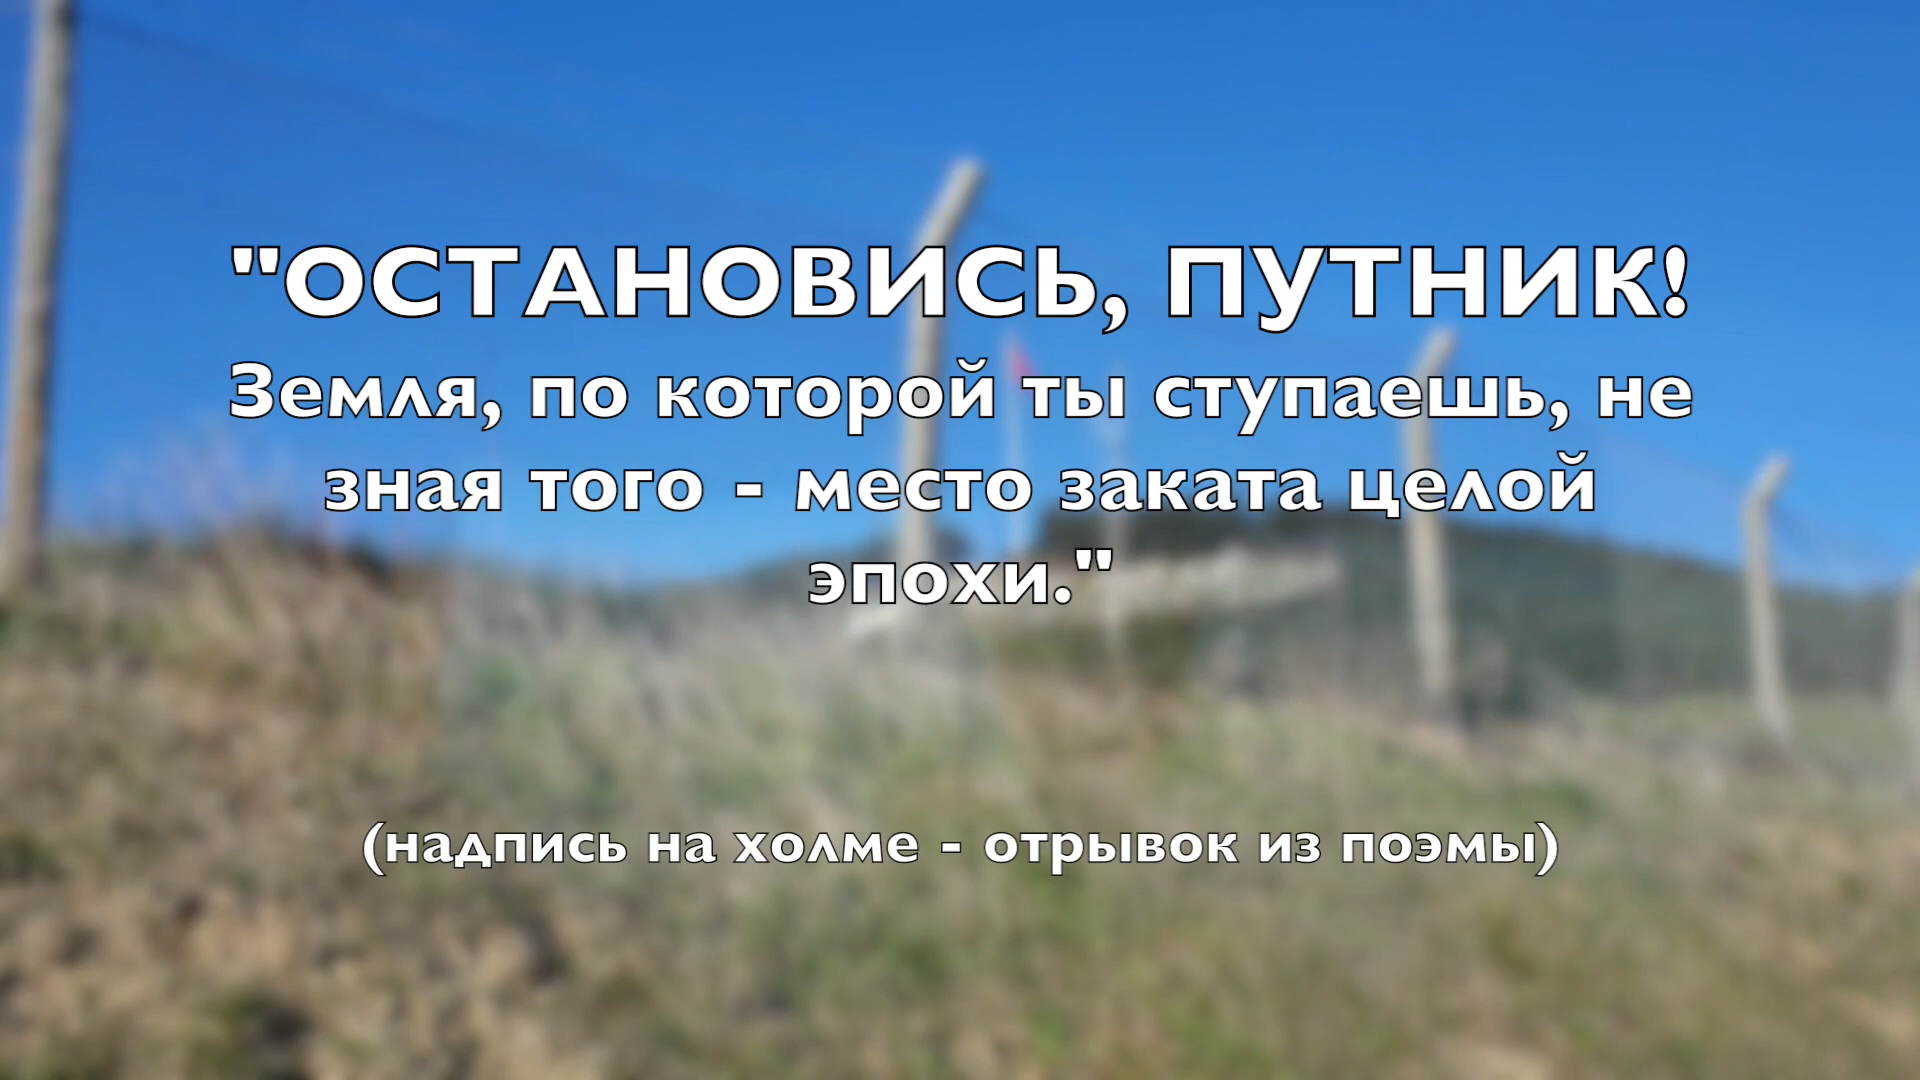 "ОСТАНОВИСЬ, ПУТНИК!
Земля, по которой ты ступаешь, не
зная того - место заката целой
эпохи."
(надпись на холме - отрывок из поэмы)